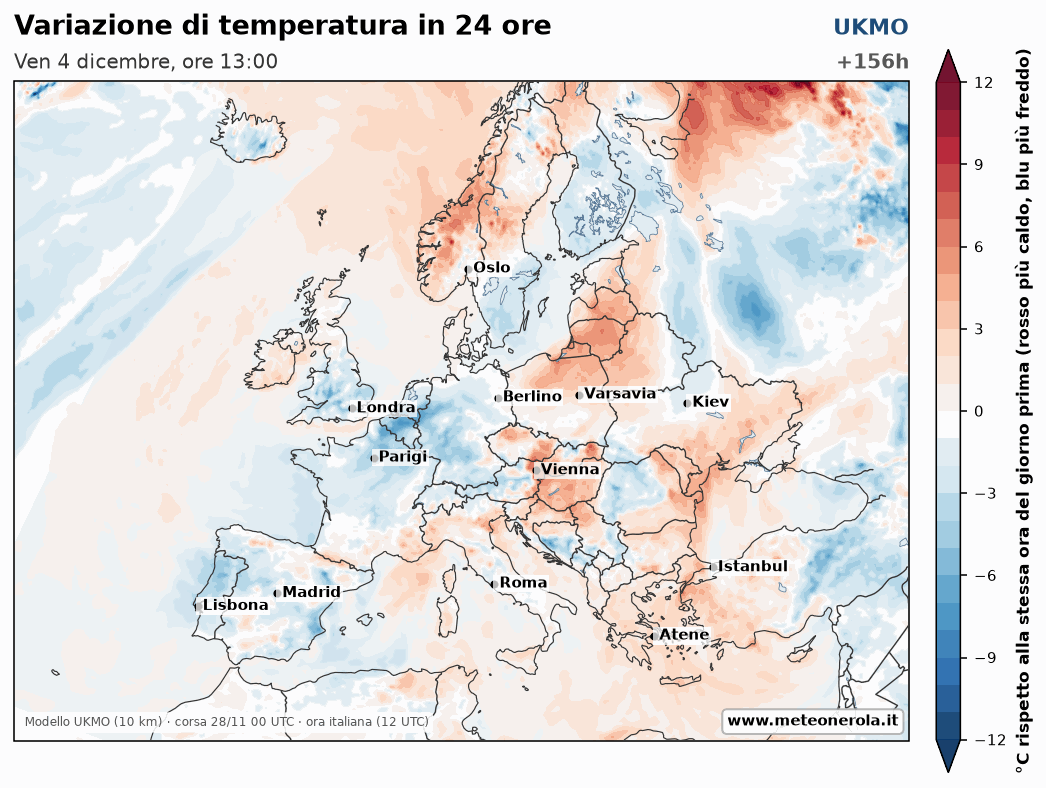 Variazione di temperatura in 24 ore
UKMO
Ven 4 dicembre, ore 13:00
+156h
Oslo
Londra
Berlino
Varsavia
Kiev
Parigi
Vienna
Istanbul
Roma
Madrid
Lisbona
Atene
Modello UKMO (10 km) · corsa 28/11 00 UTC · ora italiana (12 UTC)
www.meteonerola.it
12
9
6
3
0
−3
−6
−9
−12
°C rispetto alla stessa ora del giorno prima (rosso più caldo, blu più freddo)